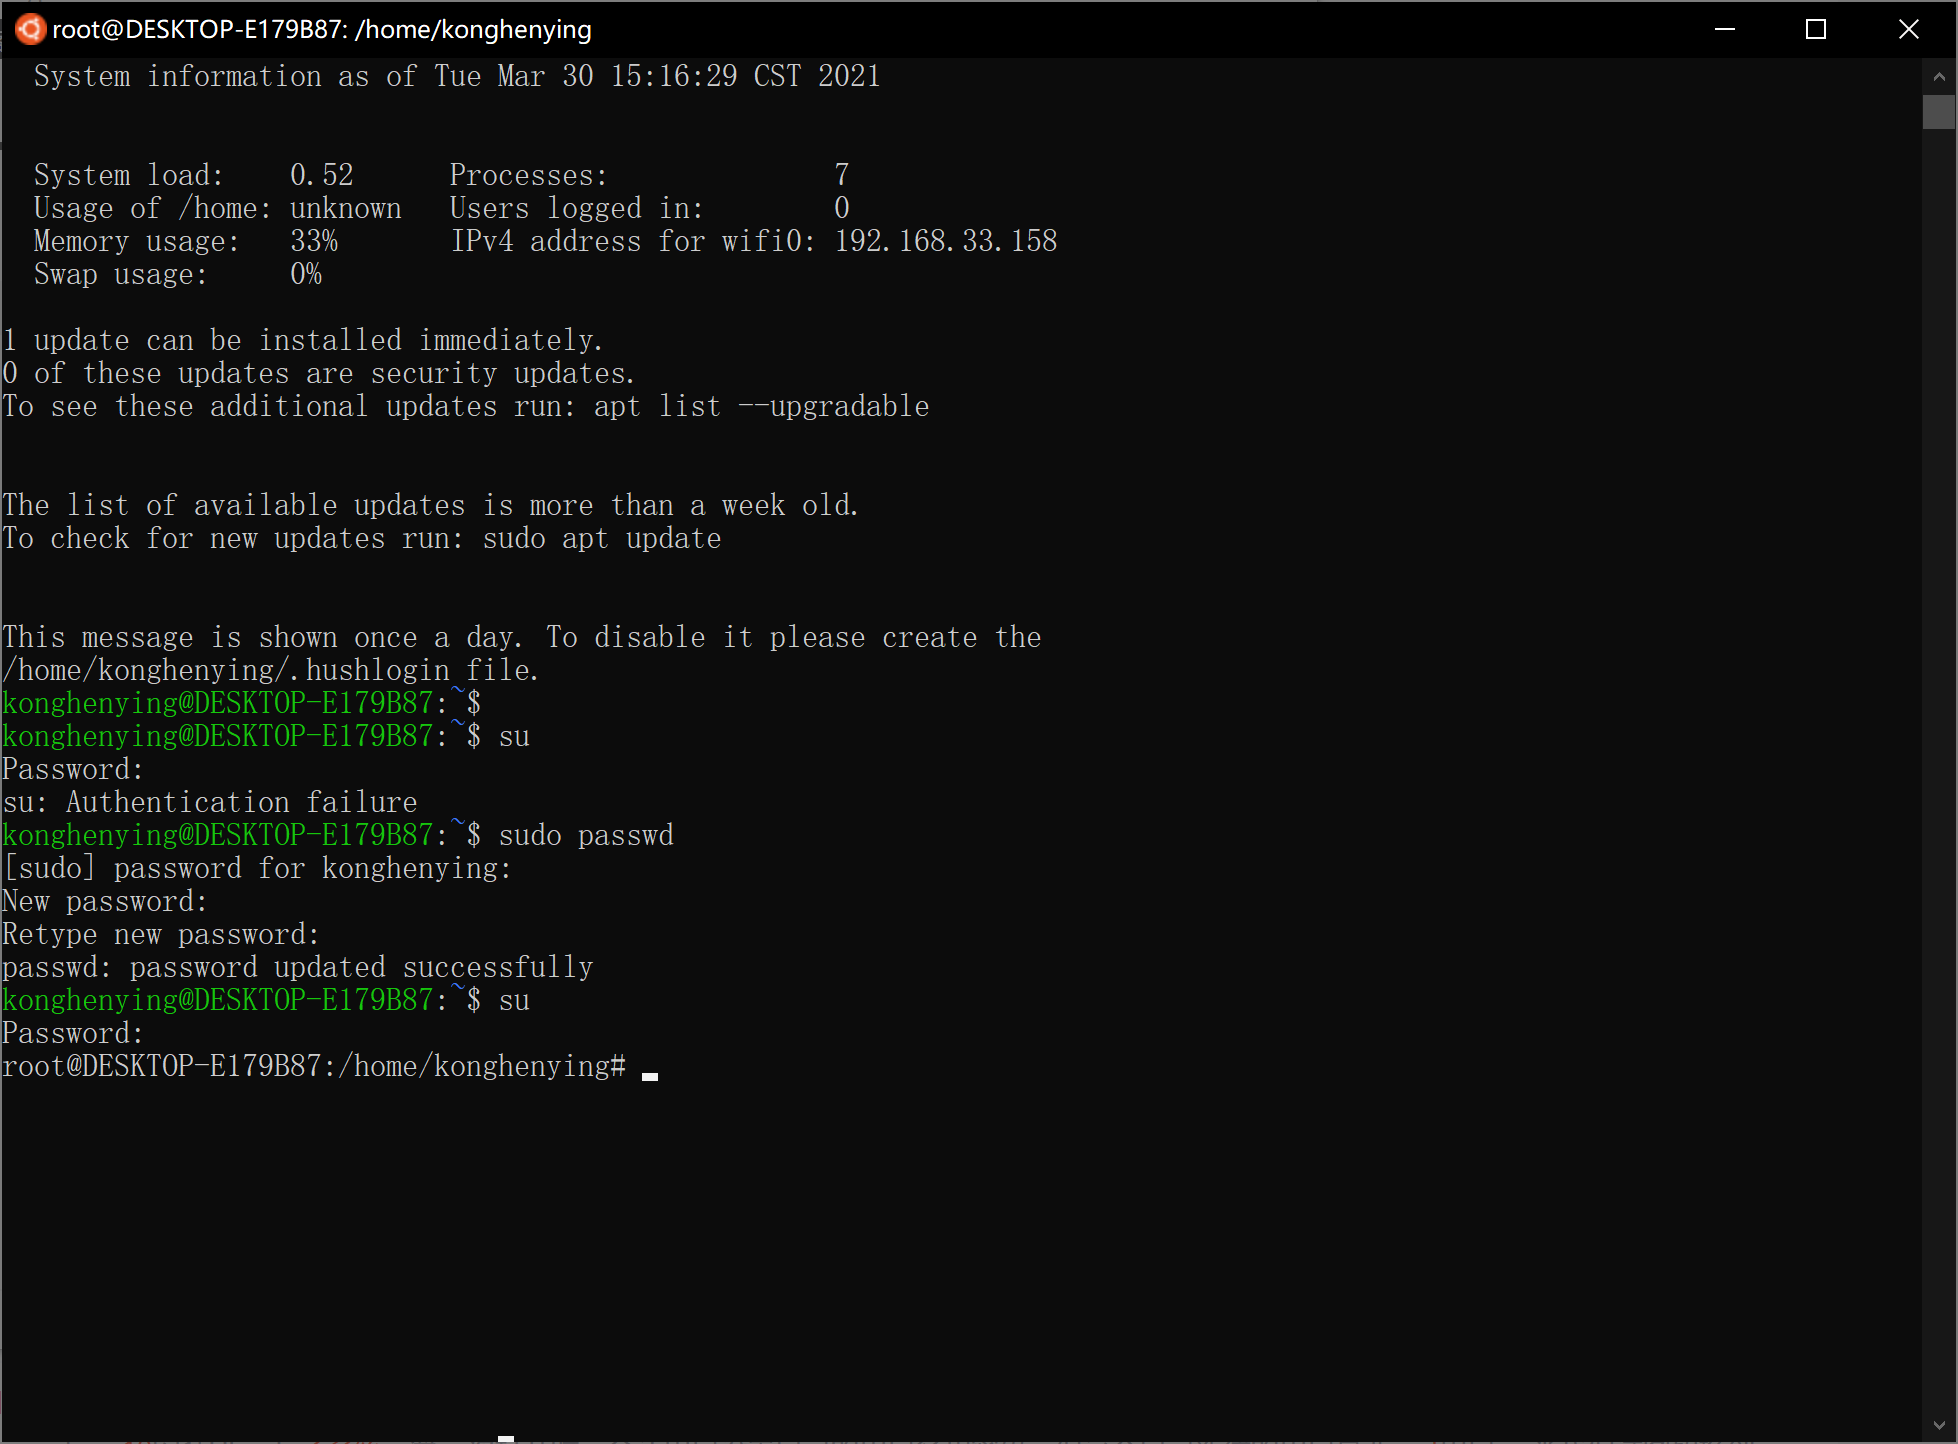 root@DESKTOP-E179B87: /home/konghenying
System information as of Tue Mar 30 15:16:29 CST 2021
System load: 0.52 Processes: 7
Usage of /home: unknown Users logged in: 0
Memory usage: 33% IPv4 address for wifi0: 192.168.33.158
Swap usage: 0%
1 update can be installed immediately.
0 of these updates are security updates.
To see these additional updates run: apt list --upgradable
The list of available updates is more than a week old.
To check for new updates run: sudo apt update
This message is shown once a day. To disable it please create the
/home/konghenying/.hushlogin file.
konghenying@DESKTOP-E179B87:~$
konghenying@DESKTOP-E179B87:~$ su
Password:
su: Authentication failure
konghenying@DESKTOP-E179B87:~$ sudo passwd
[sudo] password for konghenying:
New password:
Retype new password:
passwd: password updated successfully
konghenying@DESKTOP-E179B87:~$ su
Password:
root@DESKTOP-E179B87:/home/konghenying#